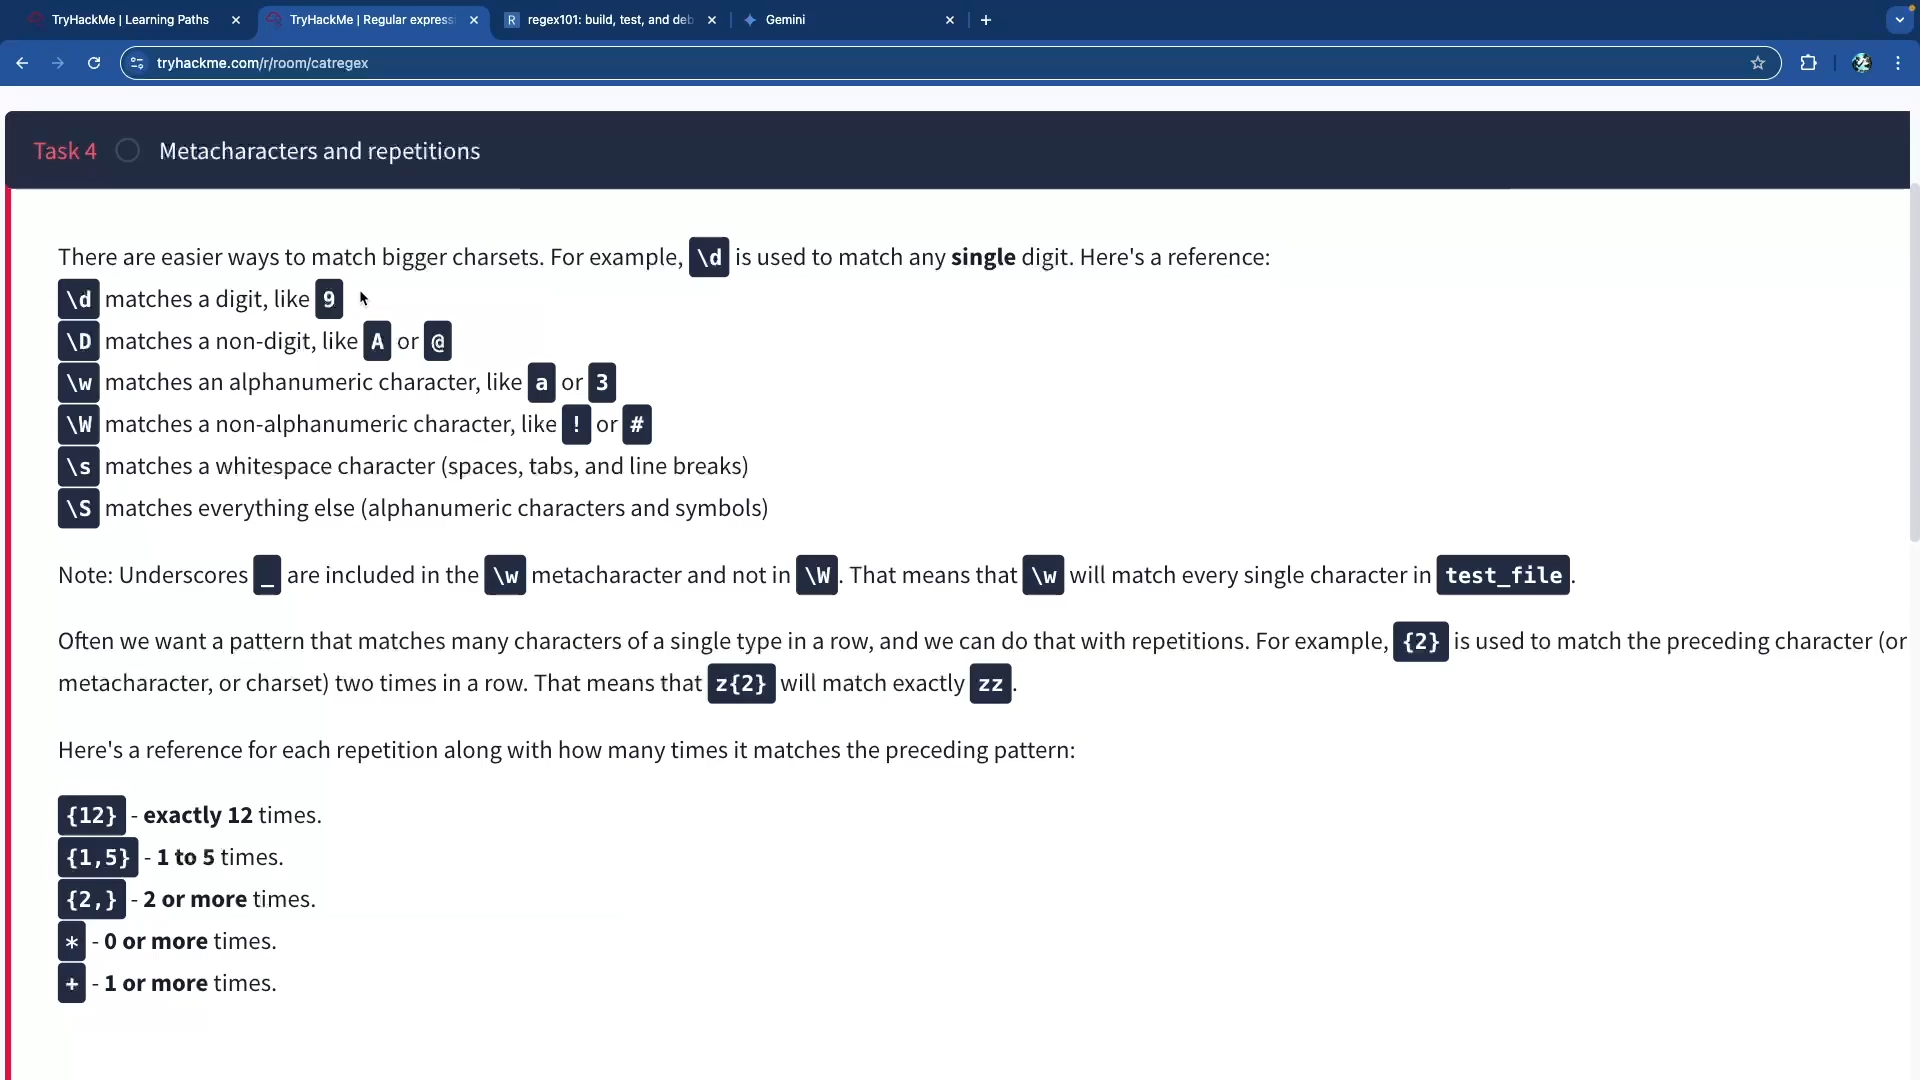 TryHackMe | Learning Paths
TryHackMe | Regular express
R regex101: build, test, and deb
Gemini
tryhackme.com/r/room/catregex
Task 4 Metacharacters and repetitions
There are easier ways to match bigger charsets. For example, \d is used to match any single digit. Here's a reference:
\d matches a digit, like 9
\D matches a non-digit, like A or @
\w matches an alphanumeric character, like a or 3
\W matches a non-alphanumeric character, like ! or #
\s matches a whitespace character (spaces, tabs, and line breaks)
\S matches everything else (alphanumeric characters and symbols)
Note: Underscores _ are included in the \w metacharacter and not in \W. That means that \w will match every single character in test_file.
Often we want a pattern that matches many characters of a single type in a row, and we can do that with repetitions. For example, {2} is used to match the preceding character (or
metacharacter, or charset) two times in a row. That means that z{2} will match exactly zz.
Here's a reference for each repetition along with how many times it matches the preceding pattern:
{12} - exactly 12 times.
{1,5} - 1 to 5 times.
{2,} - 2 or more times.
* - 0 or more times.
+ - 1 or more times.